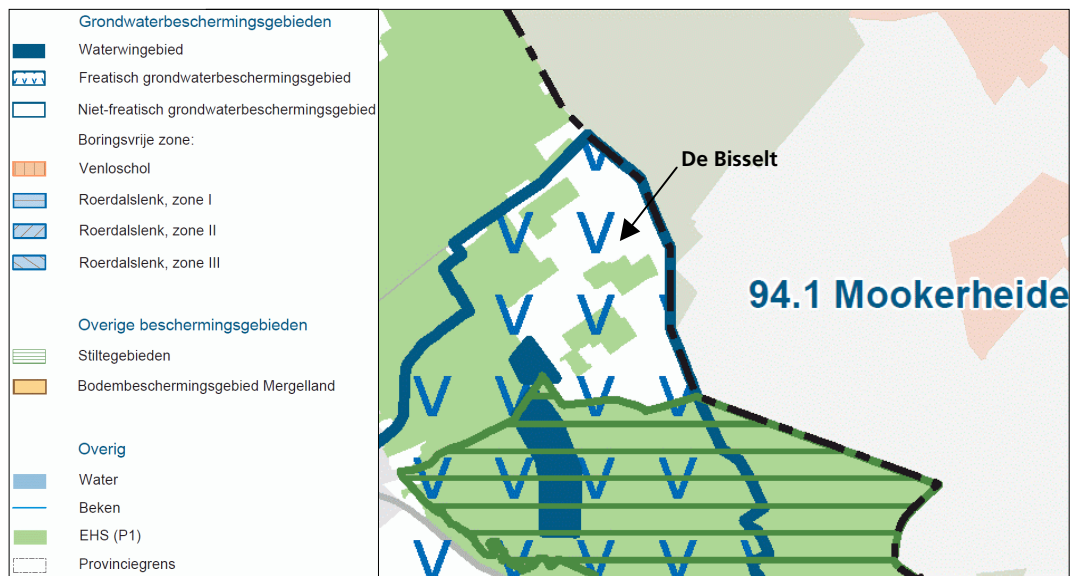 Grondwaterbeschermingsgebieden
Waterwingebied
Freatisch grondwaterbeschermingsgebied
Niet-freatisch grondwaterbeschermingsgebied
Boringsvrije zone:
Venloschol
Roerdalslenk, zone I
Roerdalslenk, zone II
Roerdalslenk, zone III
Overige beschermingsgebieden
Stiltegebieden
Bodembeschermingsgebied Mergelland
Overig
Water
Beken
EHS (P1)
Provinciegrens
De Bisselt
94.1 Mookerheide